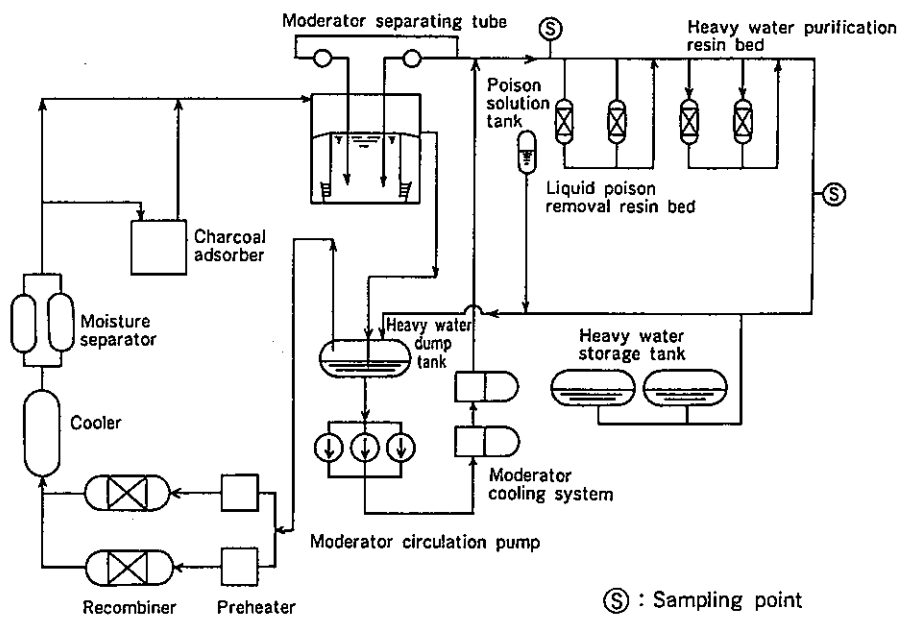 Moderator separating tube
S
Heavy water purification
resin bed
Poison
solution
tank
Liquid poison
removal resin bed
S
Charcoal
adsorber
Moisture
separator
Heavy water
dump
tank
Heavy water
storage tank
Cooler
Moderator
cooling system
Moderator circulation pump
Recombiner
Preheater
S : Sampling point